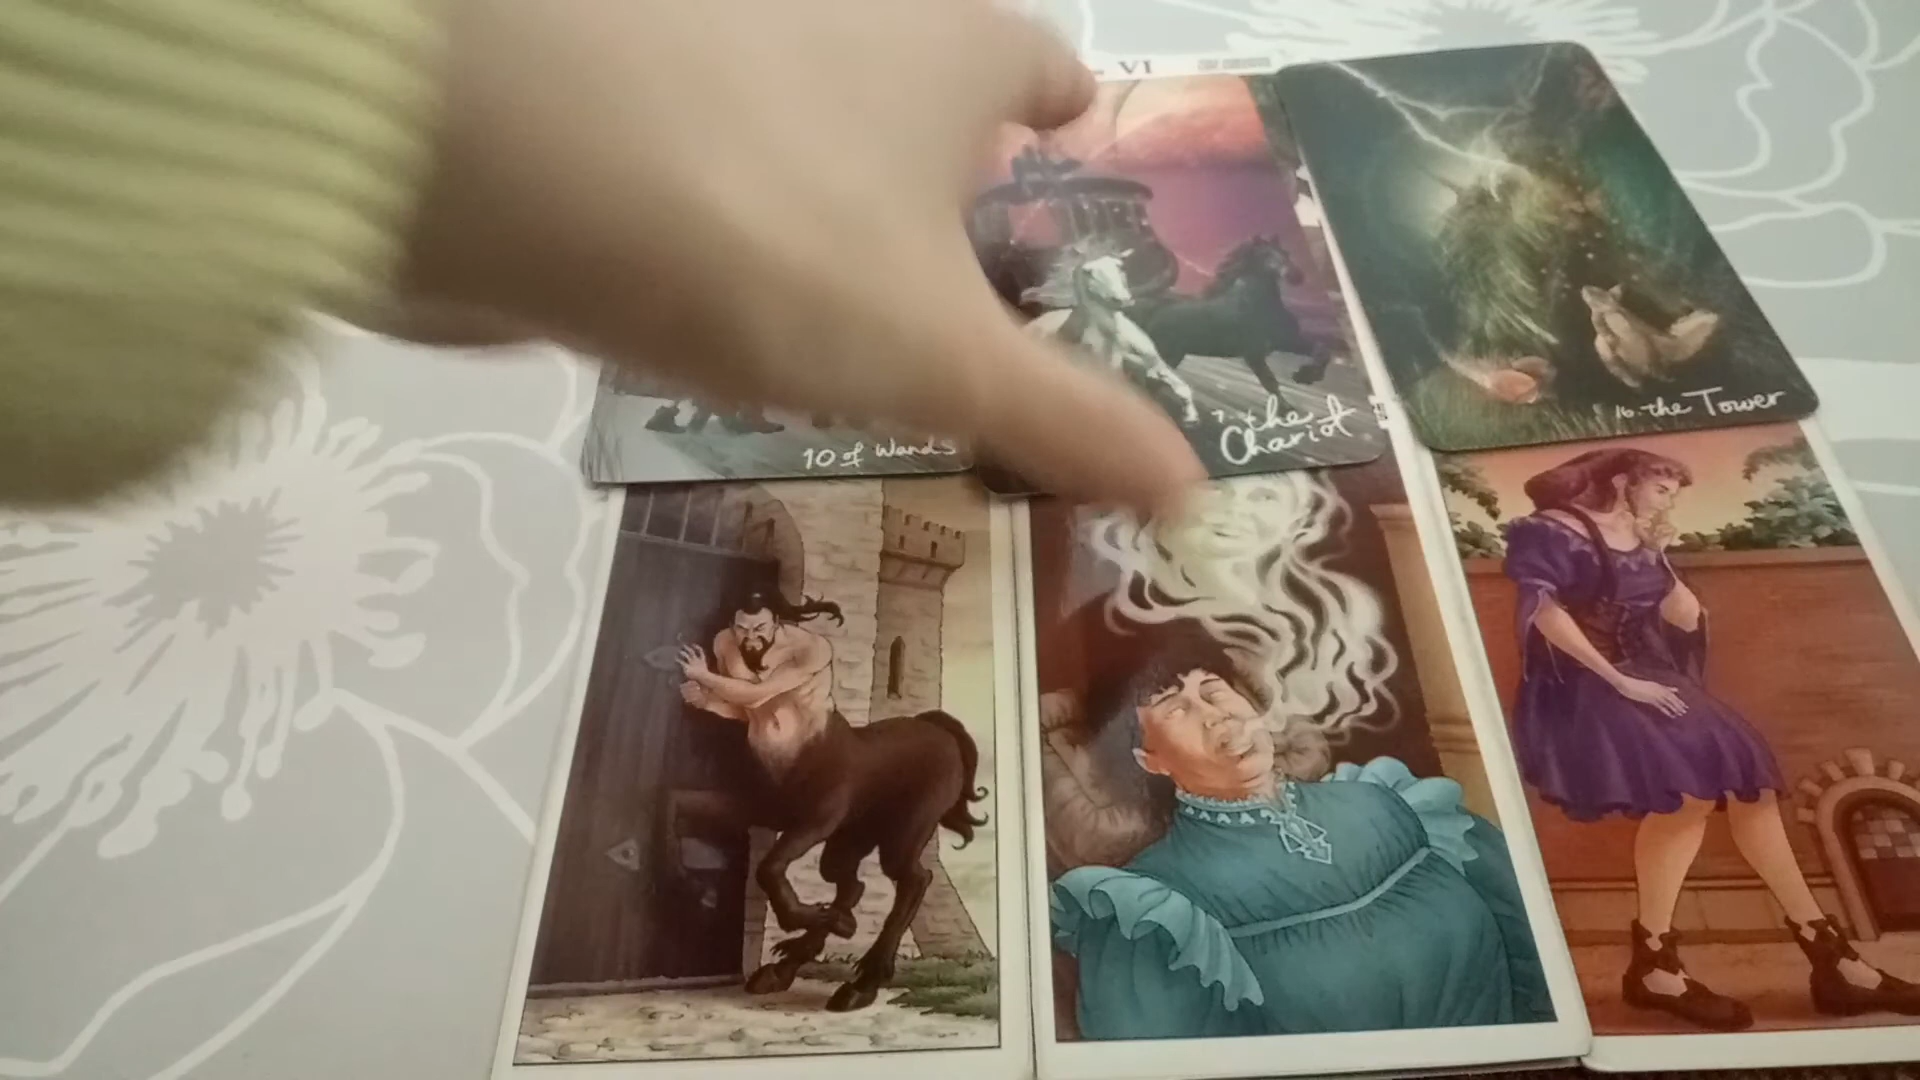 VI
10 of Wands
7. the
Chariot
16. the Tower